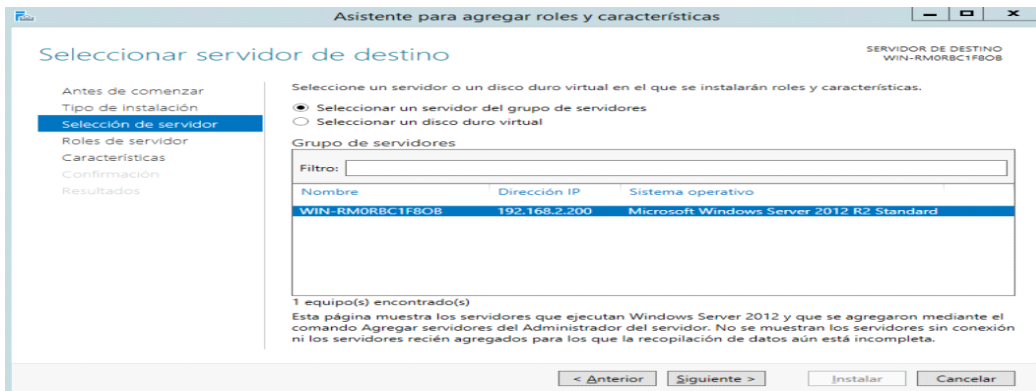 Asistente para agregar roles y características
Seleccionar servidor de destino
SERVIDOR DE DESTINO
WIN-RM0RBC1F8OB
Antes de comenzar
Tipo de instalación
Selección de servidor
Roles de servidor
Características
Confirmación
Resultados
Seleccione un servidor o un disco duro virtual en el que se instalarán roles y características.
Seleccionar un servidor del grupo de servidores
Seleccionar un disco duro virtual
Grupo de servidores
Filtro:
Nombre Dirección IP Sistema operativo
WIN-RM0RBC1F8OB 192.168.2.200 Microsoft Windows Server 2012 R2 Standard
1 equipo(s) encontrado(s)
Esta página muestra los servidores que ejecutan Windows Server 2012 y que se agregaron mediante el
comando Agregar servidores del Administrador del servidor. No se muestran los servidores sin conexión
ni los servidores recién agregados para los que la recopilación de datos aún está incompleta.
< Anterior Siguiente > Instalar Cancelar